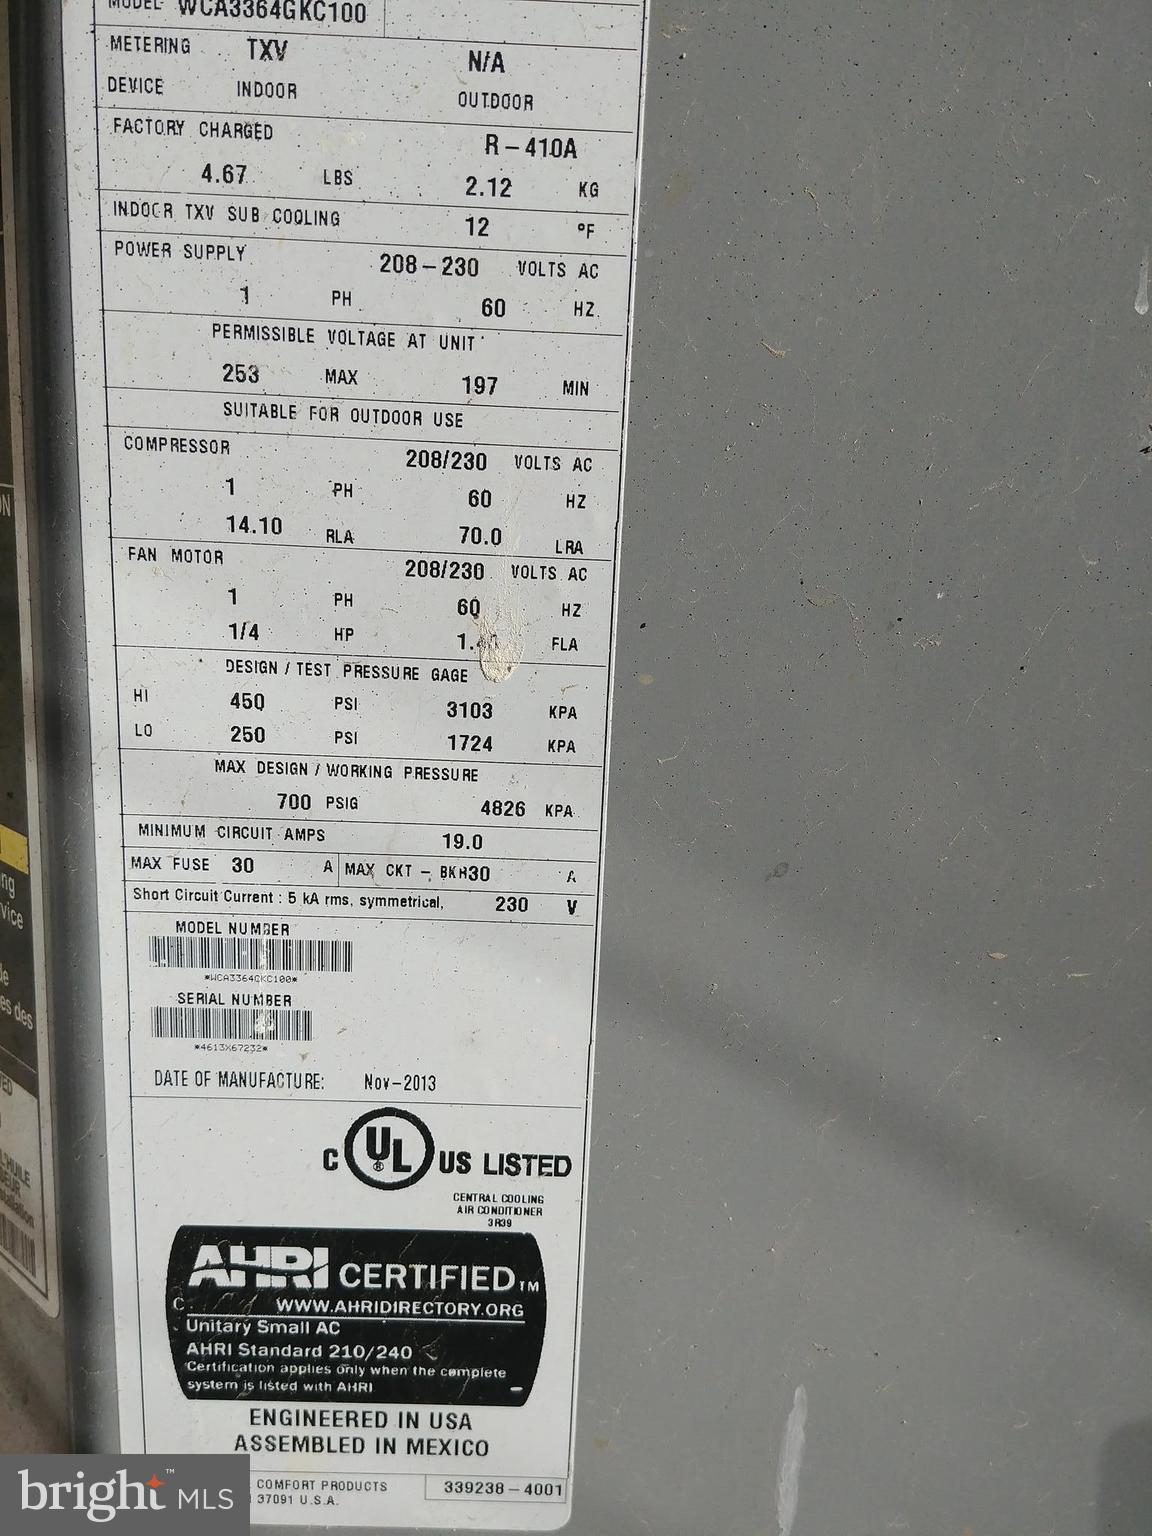 MODEL WCA3364GKC100
METERING TXV N/A
DEVICE INDOOR OUTDOOR
FACTORY CHARGED R-410A
4.67 LBS 2.12 KG
INDOOR TXV SUB COOLING 12 °F
POWER SUPPLY 208-230 VOLTS AC
1 PH 60 HZ
PERMISSIBLE VOLTAGE AT UNIT
253 MAX 197 MIN
SUITABLE FOR OUTDOOR USE
COMPRESSOR 208/230 VOLTS AC
1 PH 60 HZ
14.10 RLA 70.0 LRA
FAN MOTOR 208/230 VOLTS AC
1 PH 60 HZ
1/4 HP FLA
DESIGN / TEST PRESSURE GAGE
HI 450 PSI 3103 KPA
LO 250 PSI 1724 KPA
MAX DESIGN / WORKING PRESSURE
700 PSIG 4826 KPA
MINIMUM CIRCUIT AMPS 19.0
MAX FUSE 30 A MAX CKT - BKR30 A
Short Circuit Current : 5 kA rms, symmetrical, 230 V
MODEL NUMBER
*WCA3364GKC100*
SERIAL NUMBER
*4613X67232*
DATE OF MANUFACTURE: Nov-2013
C UL ® US LISTED
CENTRAL COOLING
AIR CONDITIONER
3R39
AHRI CERTIFIED TM
WWW.AHRIDIRECTORY.ORG
Unitary Small AC
AHRI Standard 210/240
Certification applies only when the complete
system is listed with AHRI
ENGINEERED IN USA
ASSEMBLED IN MEXICO
COMFORT PRODUCTS 339238-4001
37091 U.S.A.
bright™ MLS